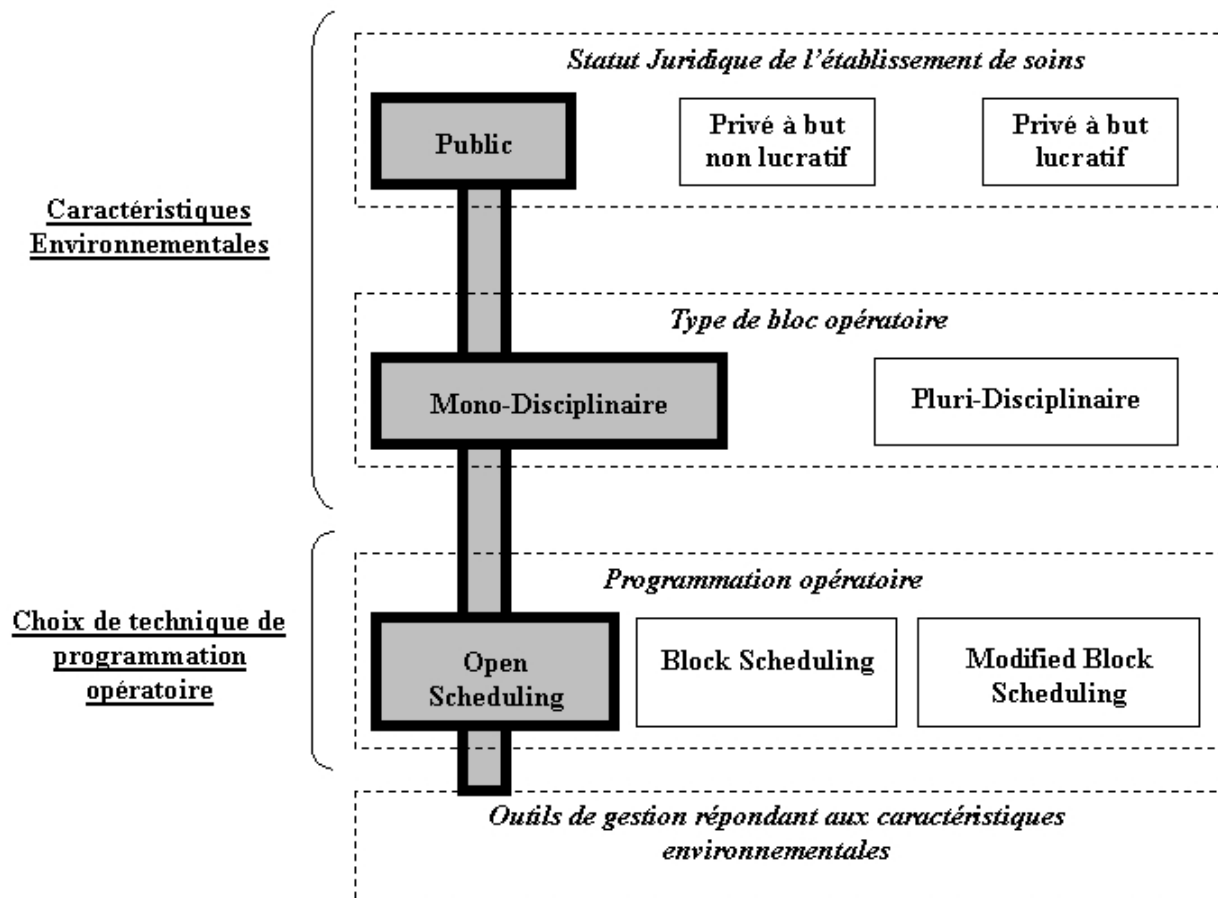 Statut Juridique de l'établissement de soins
Public
Privé à but
non lucratif
Privé à but
lucratif
Caractéristiques
Environnementales
Type de bloc opératoire
Mono-Disciplinaire
Pluri-Disciplinaire
Programmation opératoire
Choix de technique de
programmation
opératoire
Open
Scheduling
Block Scheduling
Modified Block
Scheduling
Outils de gestion répondant aux caractéristiques
environnementales